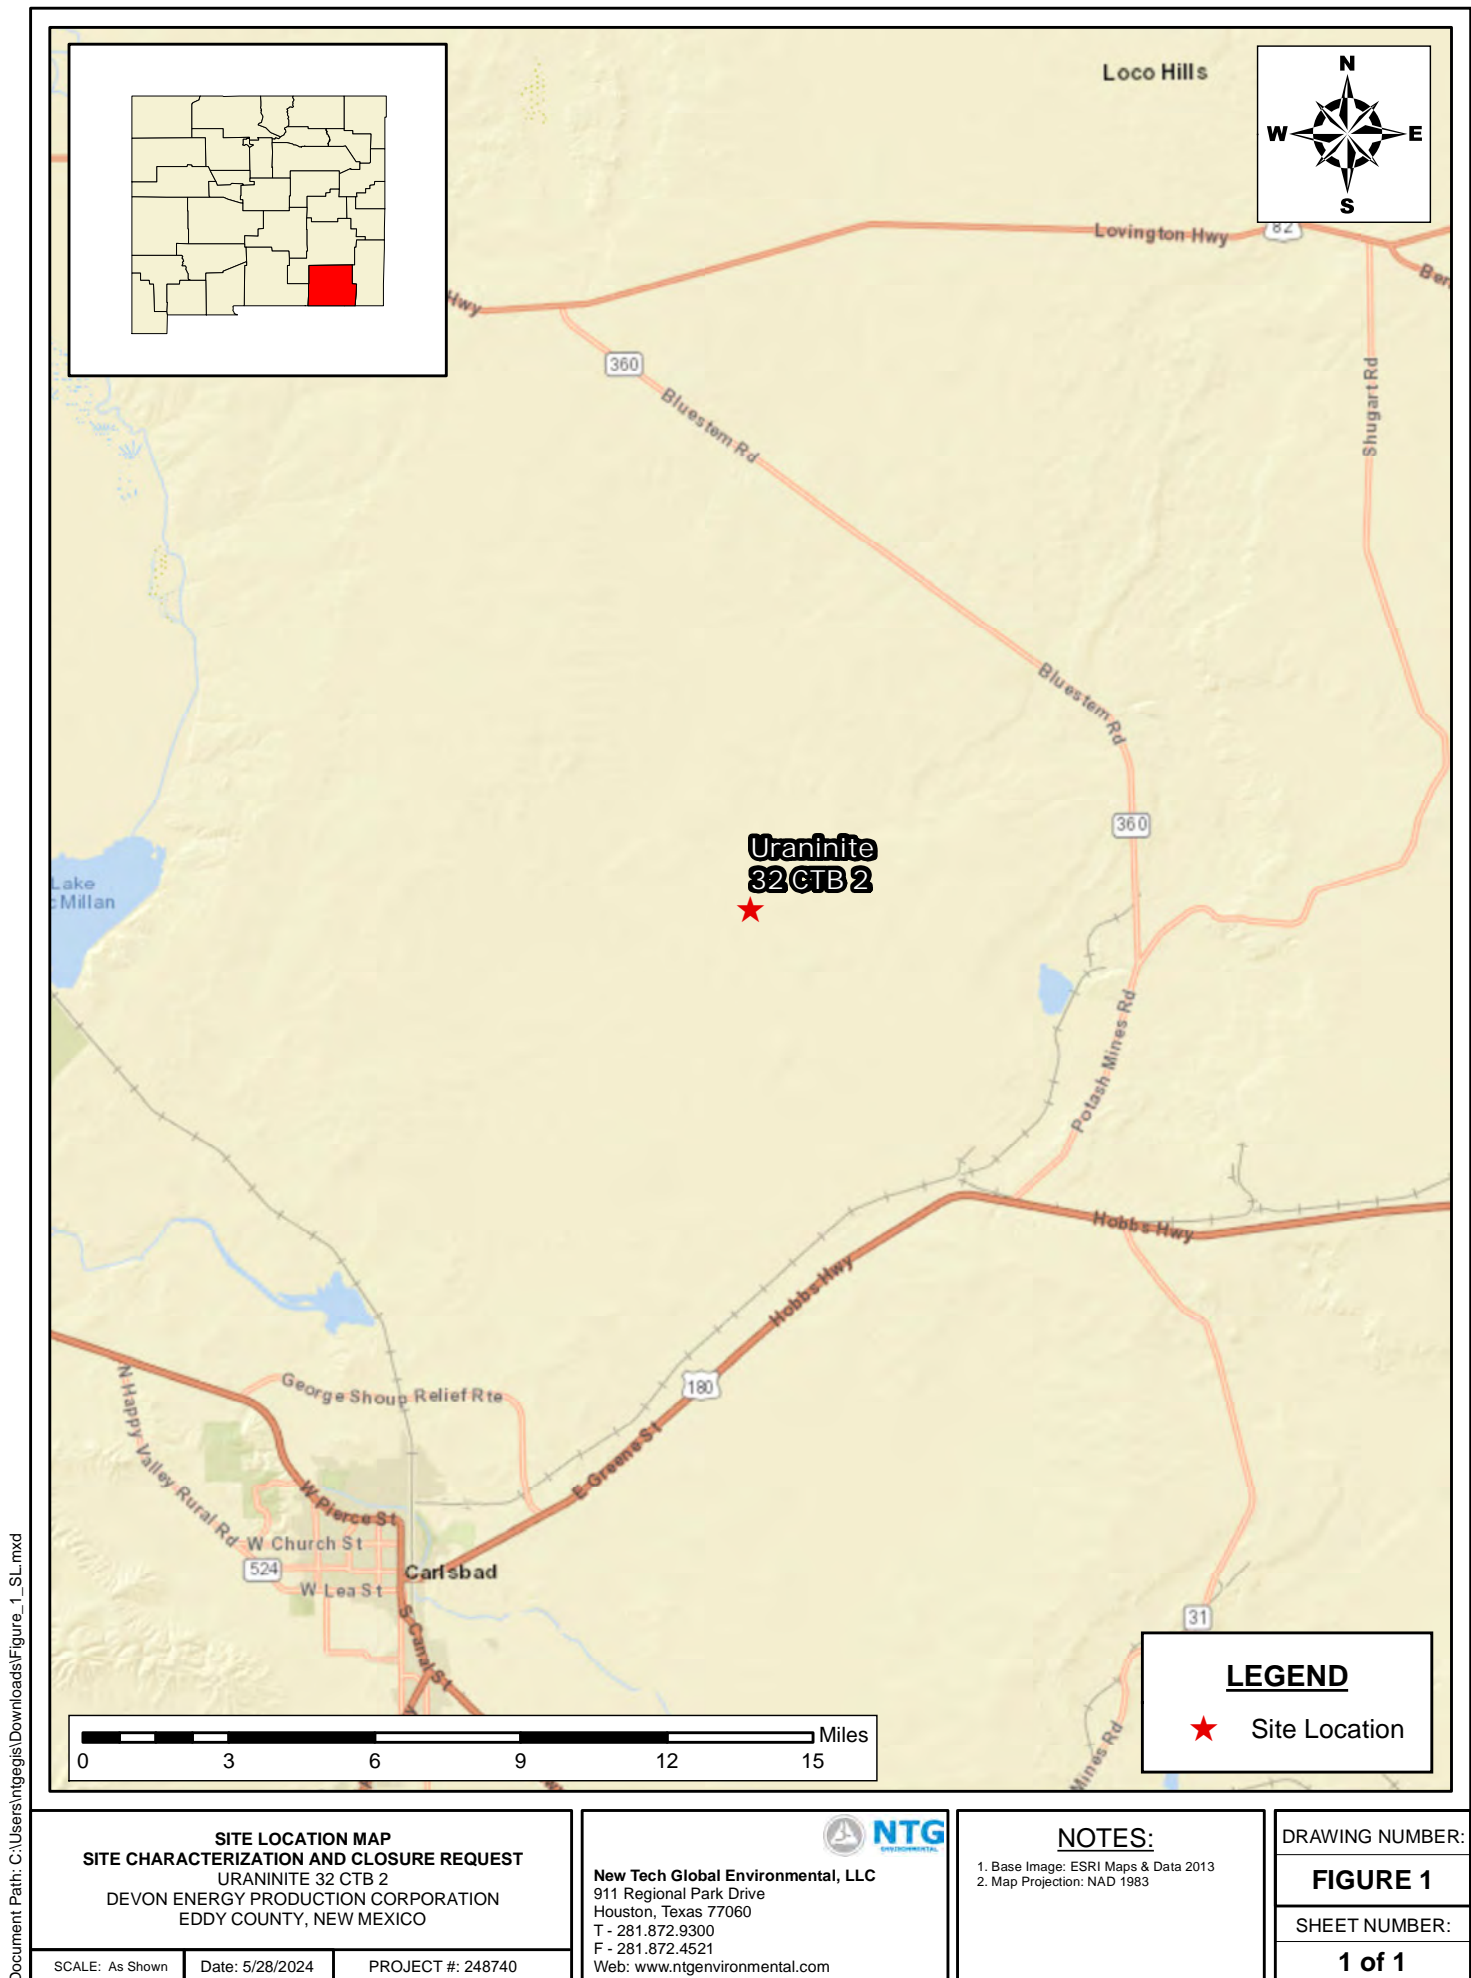 Loco Hills
N
W
E
S
Lovington Hwy
82
Hwy
360
Bluestem Rd
Shugart Rd
Bluestem Rd
360
Uraninite
32 CTB 2
Lake
Millan
Potash Mines Rd
Hobbs Hwy
Hobbs Hwy
180
George Shoup Relief Rte
N Happy Valley Rural Rd
E Greene St
W Pierce St
W Church St
524
Carlsbad
W Lea St
S Canal St
31
Mines Rd
LEGEND
Site Location
Miles
0 3 6 9 12 15
Document Path: C:\Users\ntgegis\Downloads\Figure_1_SL.mxd
SITE LOCATION MAP
SITE CHARACTERIZATION AND CLOSURE REQUEST
URANINITE 32 CTB 2
DEVON ENERGY PRODUCTION CORPORATION
EDDY COUNTY, NEW MEXICO
SCALE: As Shown
Date: 5/28/2024
PROJECT #: 248740
NTG
ENVIRONMENTAL
New Tech Global Environmental, LLC
911 Regional Park Drive
Houston, Texas 77060
T - 281.872.9300
F - 281.872.4521
Web: www.ntgenvironmental.com
NOTES:
1. Base Image: ESRI Maps & Data 2013
2. Map Projection: NAD 1983
DRAWING NUMBER:
FIGURE 1
SHEET NUMBER:
1 of 1